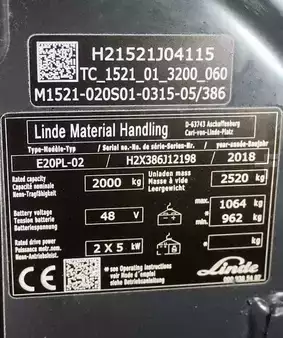 H21521J04115
TC_1521_01_3200_060
M1521-020S01-0315-05/386
Linde Material Handling
D-63743 Aschaffenburg
Carl-von-Linde-Platz
Type-Modèle-Typ / Serial no.-No. de série-Serien-Nr. / year-année-Baujahr
E20PL-02 / H2X386J12198 / 2018
Rated capacity
Capacité nominale
Nenn-Tragfähigkeit
2000 kg
Unladen mass
Masse à vide
Leergewicht
2520 kg
Battery voltage
Tension batterie
Batteriespannung
48 V
max 1064 kg
min 962 kg
Rated drive power
Puissance motr. nom.
Nenn-Antriebsleist.
2 X 5 kW
* kg
CE
* see Operating instructions
voir Mode d'emploi
siehe Betriebsanleitung
Linde